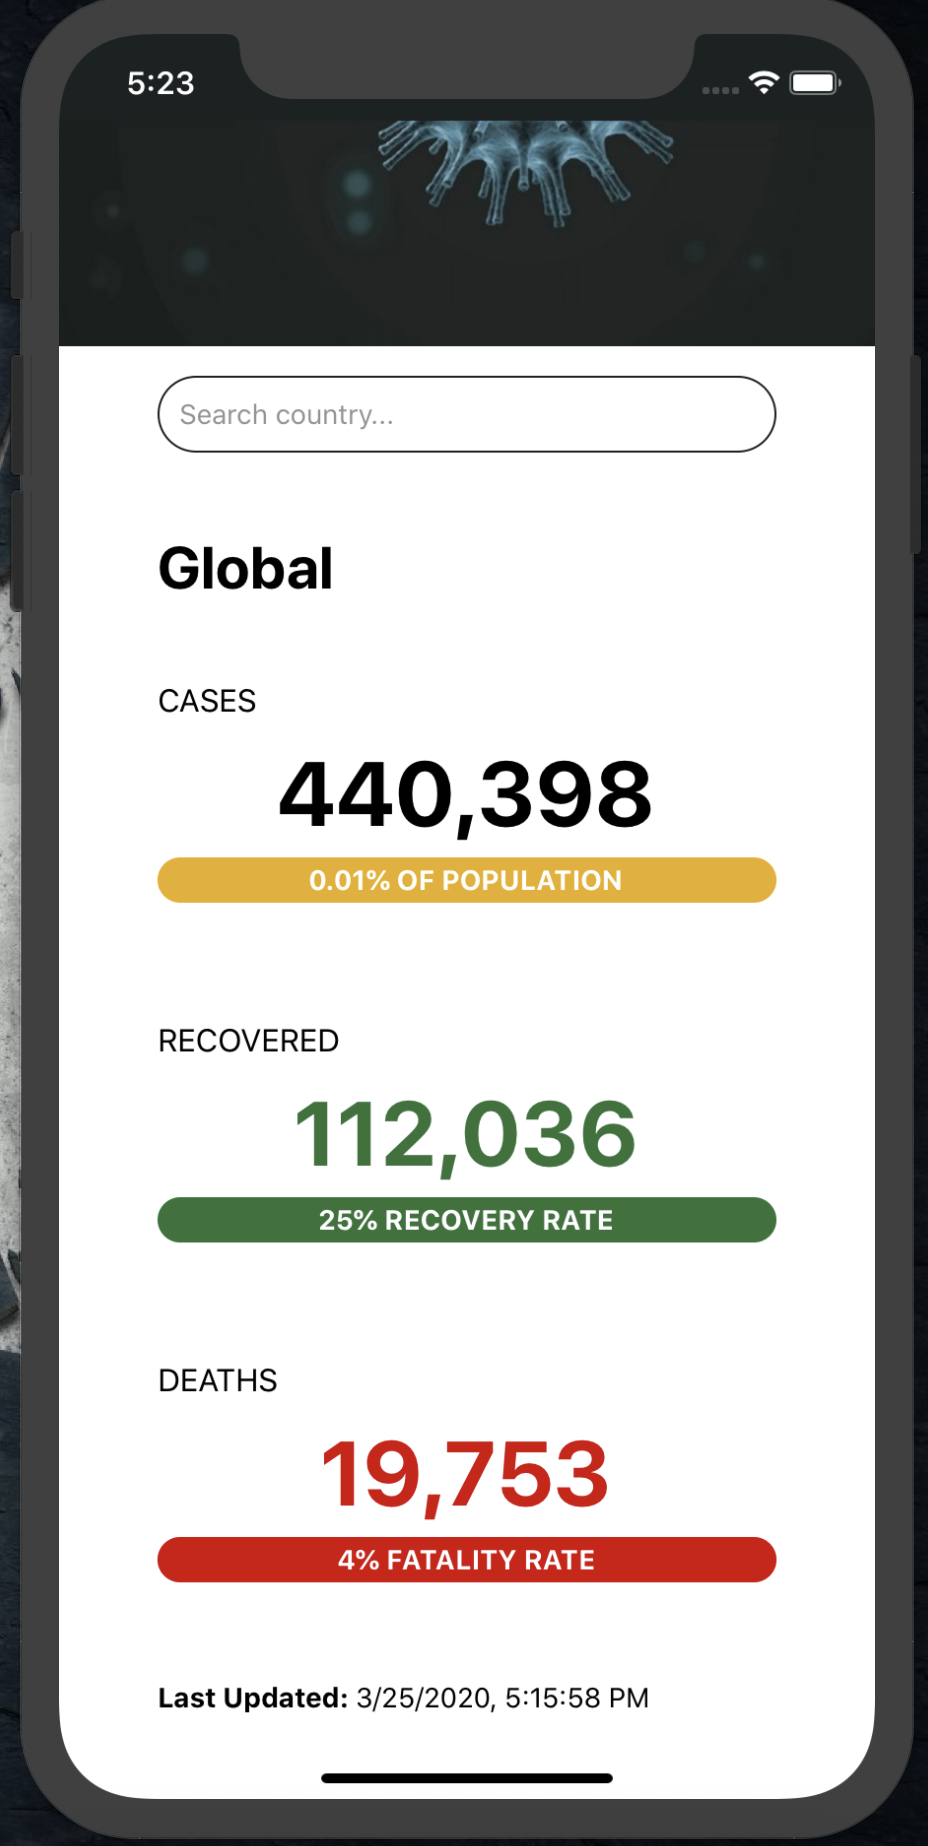 5:23
Search country...
Global
CASES
440,398
0.01% OF POPULATION
RECOVERED
112,036
25% RECOVERY RATE
DEATHS
19,753
4% FATALITY RATE
Last Updated: 3/25/2020, 5:15:58 PM